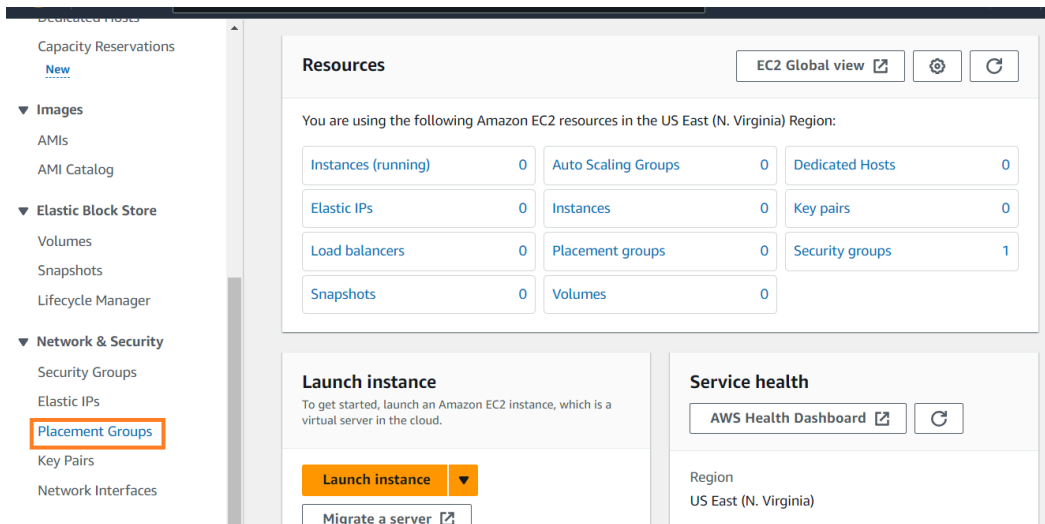 Dedicated Hosts
Capacity Reservations
New
Images
AMIs
AMI Catalog
Elastic Block Store
Volumes
Snapshots
Lifecycle Manager
Network & Security
Security Groups
Elastic IPs
Placement Groups
Key Pairs
Network Interfaces
Resources
EC2 Global view
You are using the following Amazon EC2 resources in the US East (N. Virginia) Region:
Instances (running) 0 Auto Scaling Groups 0 Dedicated Hosts 0
Elastic IPs 0 Instances 0 Key pairs 0
Load balancers 0 Placement groups 0 Security groups 1
Snapshots 0 Volumes 0
Launch instance
To get started, launch an Amazon EC2 instance, which is a
virtual server in the cloud.
Launch instance
Migrate a server
Service health
AWS Health Dashboard
Region
US East (N. Virginia)